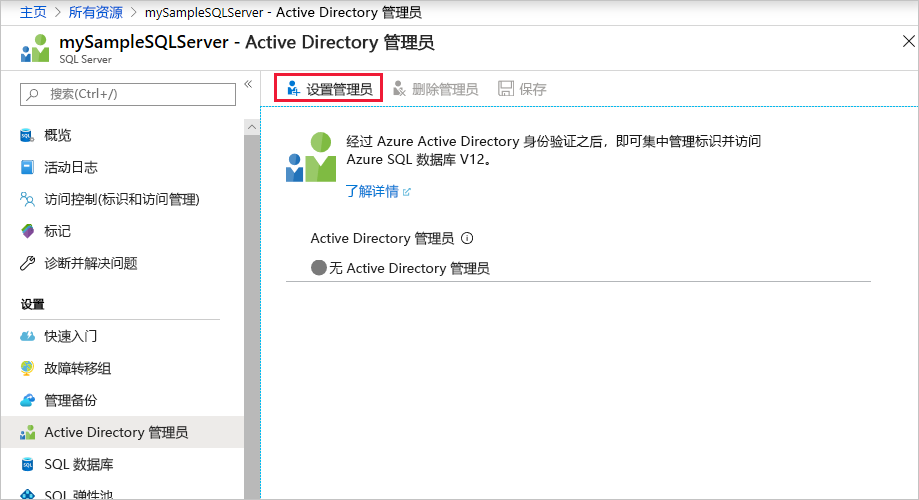 主页 > 所有资源 > mySampleSQLServer - Active Directory 管理员
mySampleSQLServer - Active Directory 管理员
SQL Server
搜索(Ctrl+/)
«
概览
活动日志
访问控制(标识和访问管理)
标记
诊断并解决问题
设置
快速入门
故障转移组
管理备份
Active Directory 管理员
SQL 数据库
SQL 弹性池
设置管理员 删除管理员 保存
经过 Azure Active Directory 身份验证之后，即可集中管理标识并访问
Azure SQL 数据库 V12。
了解详情
Active Directory 管理员
无 Active Directory 管理员